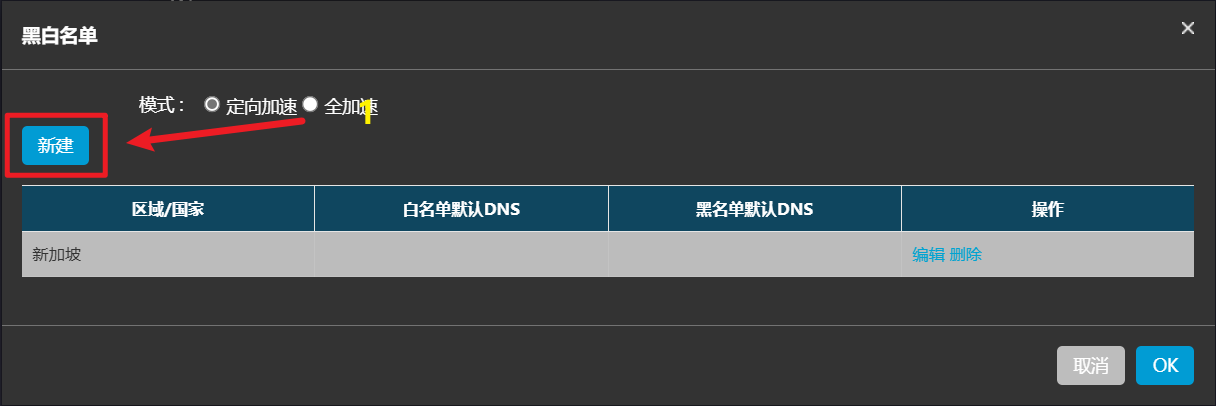 黑白名单
×
模式： 定向加速 全加速
1
新建
区域/国家 白名单默认DNS 黑名单默认DNS 操作
新加坡 编辑 删除
取消 OK